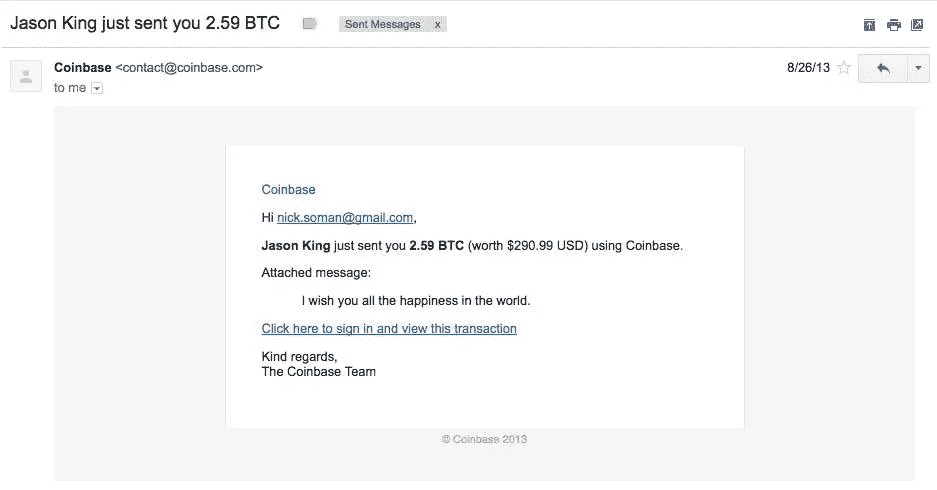 Jason King just sent you 2.59 BTC
Sent Messages x
Coinbase <contact@coinbase.com>
8/26/13
to me
Coinbase
Hi nick.soman@gmail.com,
Jason King just sent you 2.59 BTC (worth $290.99 USD) using Coinbase.
Attached message:
I wish you all the happiness in the world.
Click here to sign in and view this transaction
Kind regards,
The Coinbase Team
© Coinbase 2013